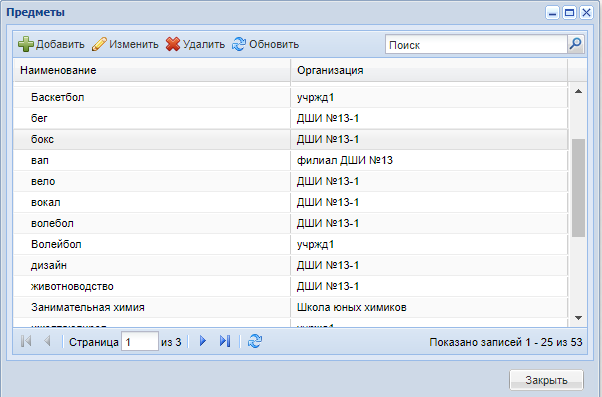 Предметы
Добавить Изменить Удалить Обновить Поиск
Наименование Организация
Баскетбол учржд1
бег ДШИ №13-1
бокс ДШИ №13-1
вап филиал ДШИ №13
вело ДШИ №13-1
вокал ДШИ №13-1
волебол ДШИ №13-1
Волейбол учржд1
дизайн ДШИ №13-1
животноводство ДШИ №13-1
Занимательная химия Школа юных химиков
Страница 1 из 3 Показано записей 1 - 25 из 53
Закрыть